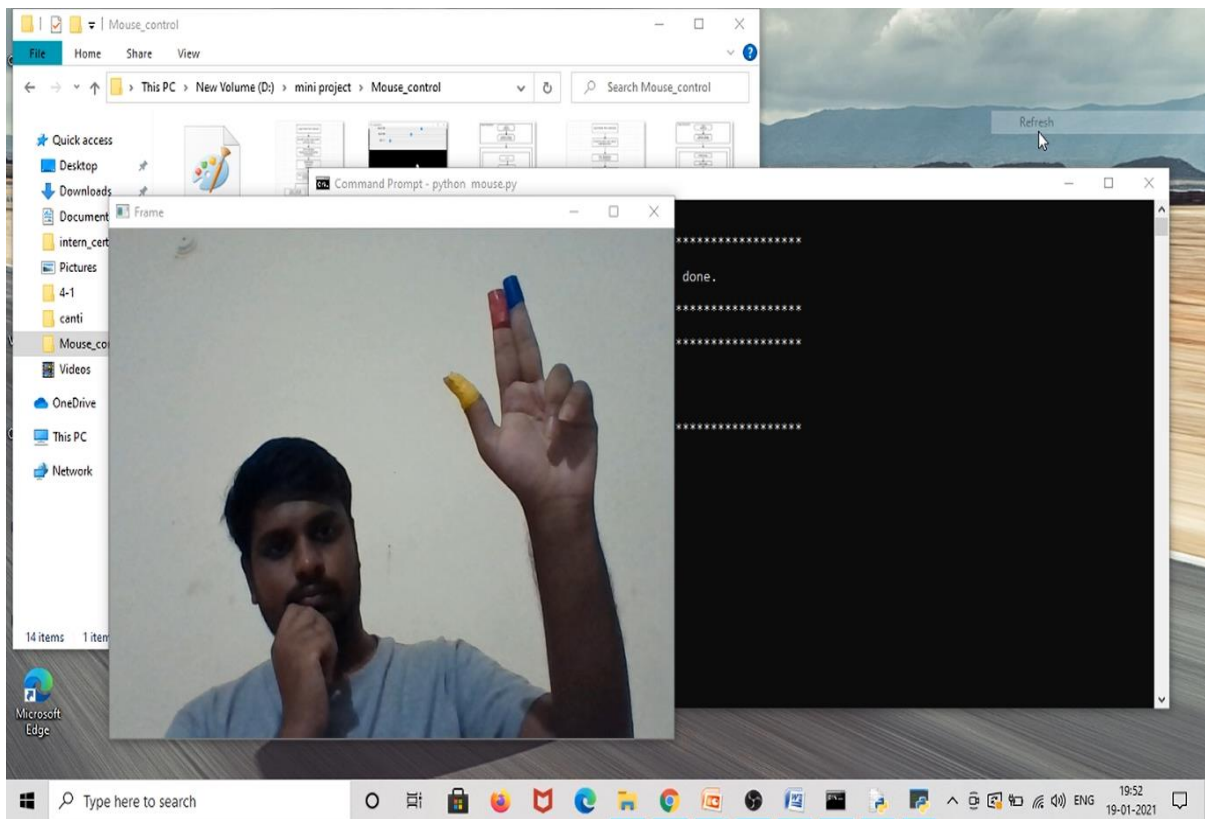 Mouse_control
File Home Share View
This PC > New Volume (D:) > mini project > Mouse_control
Search Mouse_control
Refresh
Quick access
Desktop
Downloads
Document
intern_cert
Pictures
4-1
canti
Mouse_co
Videos
OneDrive
This PC
Network
14 items 1 item
Command Prompt - python mouse.py
Frame
******************
done.
******************
******************
******************
Microsoft
Edge
Type here to search
ENG
19:52
19-01-2021